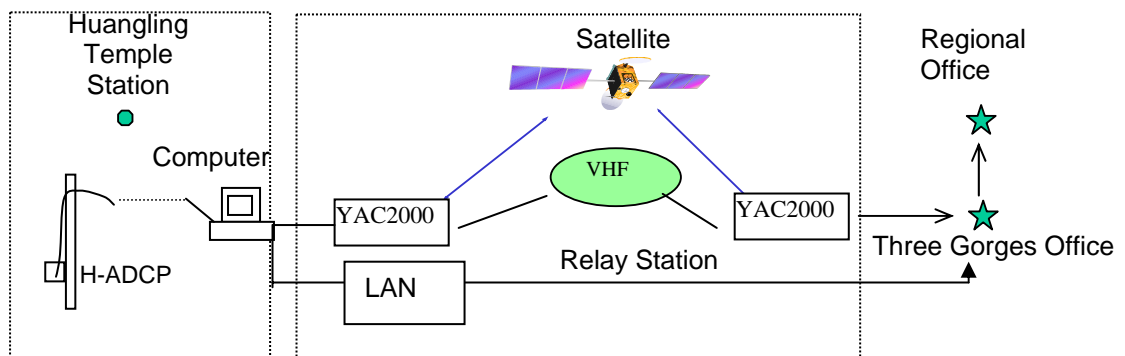 Huangling
Temple
Station
Satellite
Regional
Office
Computer
VHF
YAC2000
YAC2000
Three Gorges Office
H-ADCP
Relay Station
LAN